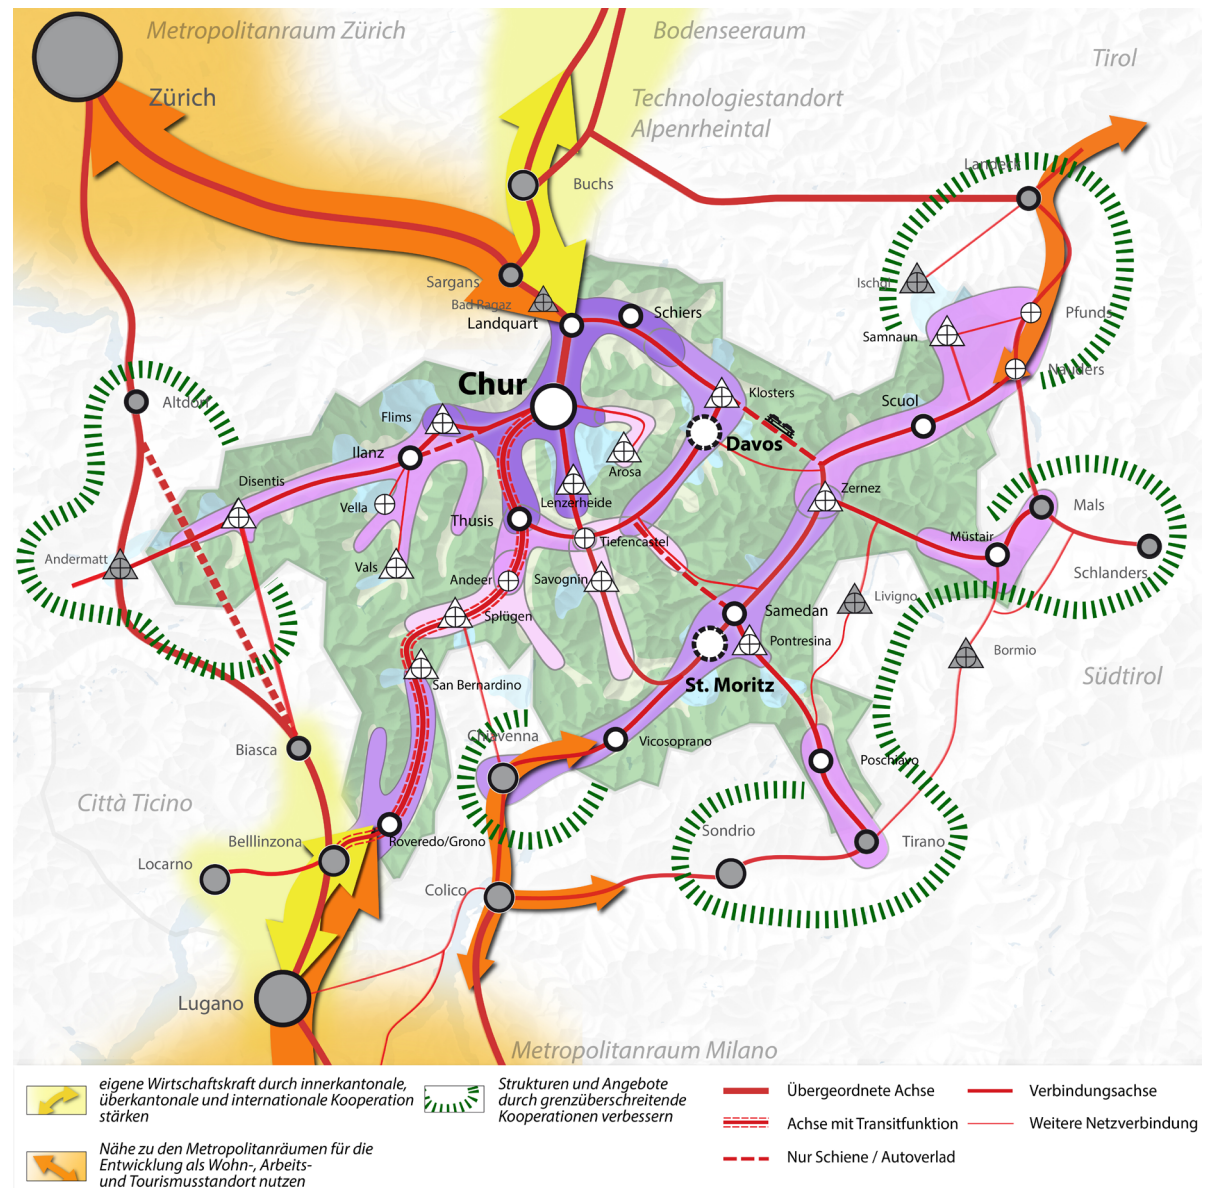 Metropolitanraum Zürich
Bodenseeraum
Tirol
Zürich
Technologiestandort
Alpenrheintal
Landeck
Buchs
Sargans
Bad Ragaz
Landquart
Schiers
Ischgl
Samnaun
Pfunds
Nauders
Chur
Klosters
Altdorf
Flims
Scuol
Davos
Ilanz
Arosa
Disentis
Lenzerheide
Zernez
Vella
Mals
Thusis
Tiefencastel
Müstair
Andermatt
Vals
Andeer
Savognin
Schlanders
Livigno
Splügen
Samedan
Pontresina
Bormio
San Bernardino
St. Moritz
Südtirol
Chiavenna
Vicosoprano
Biasca
Poschiavo
Città Ticino
Belllinzona
Roveredo/Grono
Sondrio
Tirano
Locarno
Colico
Lugano
Metropolitanraum Milano
eigene Wirtschaftskraft durch innerkantonale,
überkantonale und internationale Kooperation
stärken
Nähe zu den Metropolitanräumen für die
Entwicklung als Wohn-, Arbeits-
und Tourismusstandort nutzen
Strukturen und Angebote
durch grenzüberschreitende
Kooperationen verbessern
Übergeordnete Achse
Achse mit Transitfunktion
Nur Schiene / Autoverlad
Verbindungsachse
Weitere Netzverbindung